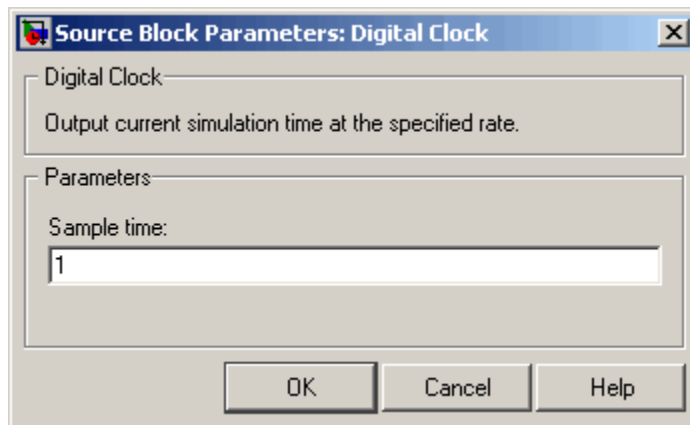 Source Block Parameters: Digital Clock
Digital Clock
Output current simulation time at the specified rate.
Parameters
Sample time:
1
OK Cancel Help